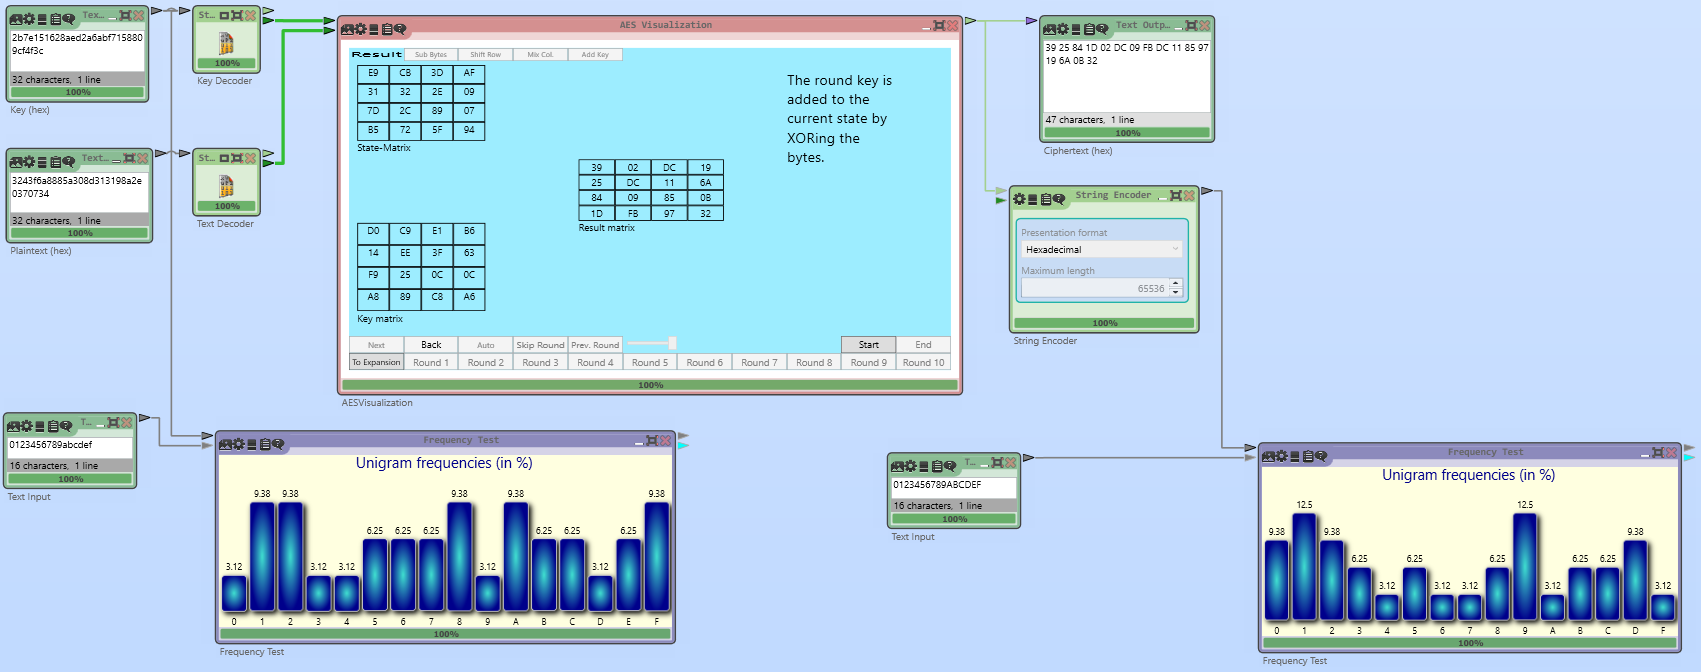 Tex...
2b7e151628aed2a6abf715880
9cf4f3c
32 characters, 1 line
100%
Key (hex)
St...
100%
Key Decoder
Text...
3243f6a8885a308d313198a2e
0370734
32 characters, 1 line
100%
Plaintext (hex)
St...
100%
Text Decoder
AES Visualization
Result Sub Bytes Shift Row Mix Col. Add Key
E9 CB 3D AF
31 32 2E 09
7D 2C 89 07
B5 72 5F 94
State-Matrix
The round key is
added to the
current state by
XORing the
bytes.
39 02 DC 19
25 DC 11 6A
84 09 85 0B
1D FB 97 32
Result matrix
D0 C9 E1 B6
14 EE 3F 63
F9 25 0C 0C
A8 89 C8 A6
Key matrix
Next Back Auto Skip Round Prev. Round Start End
To Expansion Round 1 Round 2 Round 3 Round 4 Round 5 Round 6 Round 7 Round 8 Round 9 Round 10
100%
AESVisualization
Text Outp...
39 25 84 1D 02 DC 09 FB DC 11 85 97
19 6A 0B 32
47 characters, 1 line
100%
Ciphertext (hex)
String Encoder
Presentation format
Hexadecimal
Maximum length
65536
100%
String Encoder
T...
0123456789abcdef
16 characters, 1 line
100%
Text Input
Frequency Test
Unigram frequencies (in %)
3.12 9.38 9.38 3.12 3.12 6.25 6.25 6.25 9.38 3.12 9.38 6.25 6.25 3.12 6.25 9.38
0 1 2 3 4 5 6 7 8 9 A B C D E F
100%
Frequency Test
T...
0123456789ABCDEF
16 characters, 1 line
100%
Text Input
Frequency Test
Unigram frequencies (in %)
9.38 12.5 9.38 6.25 3.12 6.25 3.12 3.12 6.25 12.5 3.12 6.25 6.25 9.38 3.12
0 1 2 3 4 5 6 7 8 9 A B C D F
100%
Frequency Test